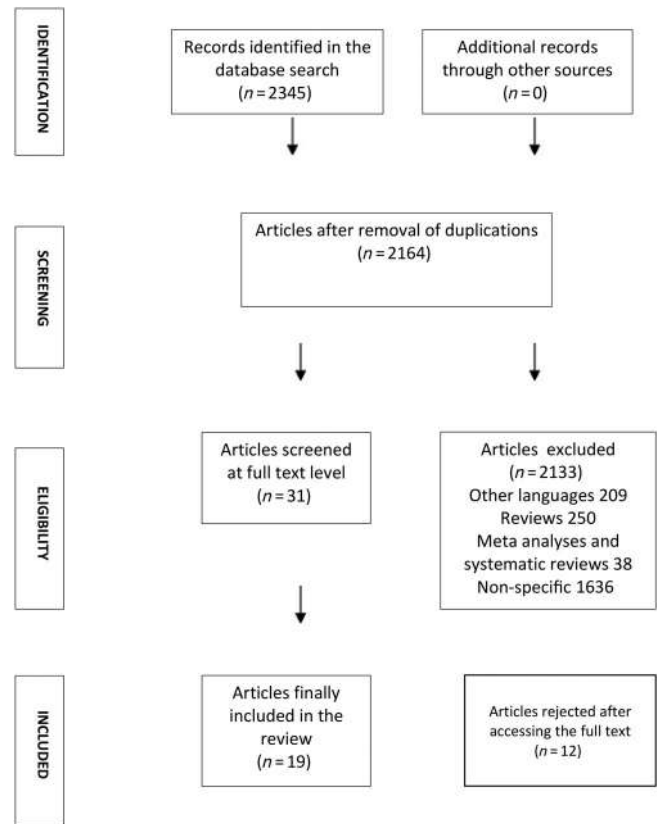 IDENTIFICATION
Records identified in the
database search
(n=2345)
Additional records
through other sources
(n=0)
SCREENING
Articles after removal of duplications
(n=2164)
ELIGIBILITY
Articles screened
at full text level
(n=31)
Articles excluded
(n=2133)
Other languages 209
Reviews 250
Meta analyses and
systematic reviews 38
Non-specific 1636
INCLUDED
Articles finally
included in the
review
(n=19)
Articles rejected after
accessing the full text
(n=12)